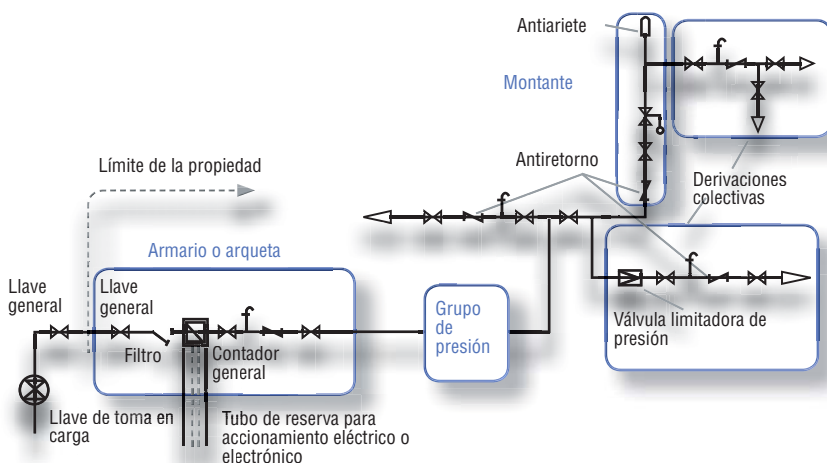 Antiariete
Montante
Límite de la propiedad
Antiretorno
Derivaciones
colectivas
Armario o arqueta
Llave
general
Llave
general
Filtro
Contador
general
Grupo
de
presión
Válvula limitadora de
presión
Llave de toma en
carga
Tubo de reserva para
accionamiento eléctrico o
electrónico